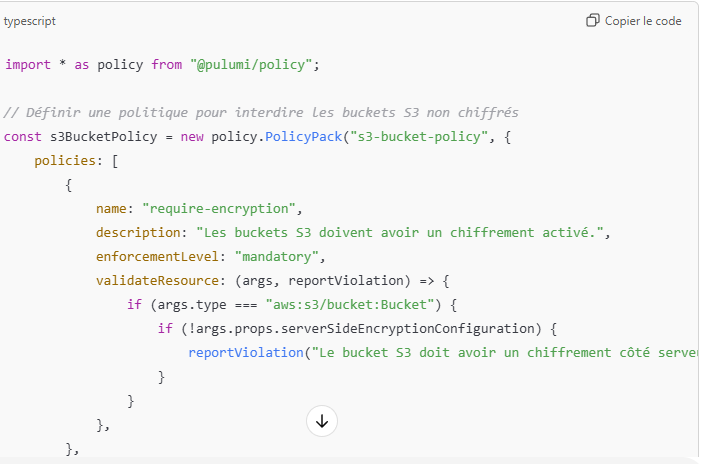 typescript
Copier le code
import * as policy from "@pulumi/policy";
// Définir une politique pour interdire les buckets S3 non chiffrés
const s3BucketPolicy = new policy.PolicyPack("s3-bucket-policy", {
    policies: [
        {
            name: "require-encryption",
            description: "Les buckets S3 doivent avoir un chiffrement activé.",
            enforcementLevel: "mandatory",
            validateResource: (args, reportViolation) => {
                if (args.type === "aws:s3/bucket:Bucket") {
                    if (!args.props.serverSideEncryptionConfiguration) {
                        reportViolation("Le bucket S3 doit avoir un chiffrement côté serve
                    }
                }
            },
        },